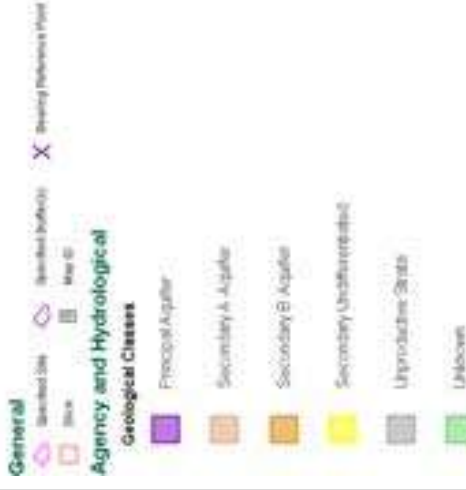 General
Specified Site Specified Buffer(s) Bearing Reference Point
Slice Map ID
Agency and Hydrological
Geological Classes
Principal Aquifer
Secondary A Aquifer
Secondary B Aquifer
Secondary Undifferentiated
Unproductive Strata
Unknown